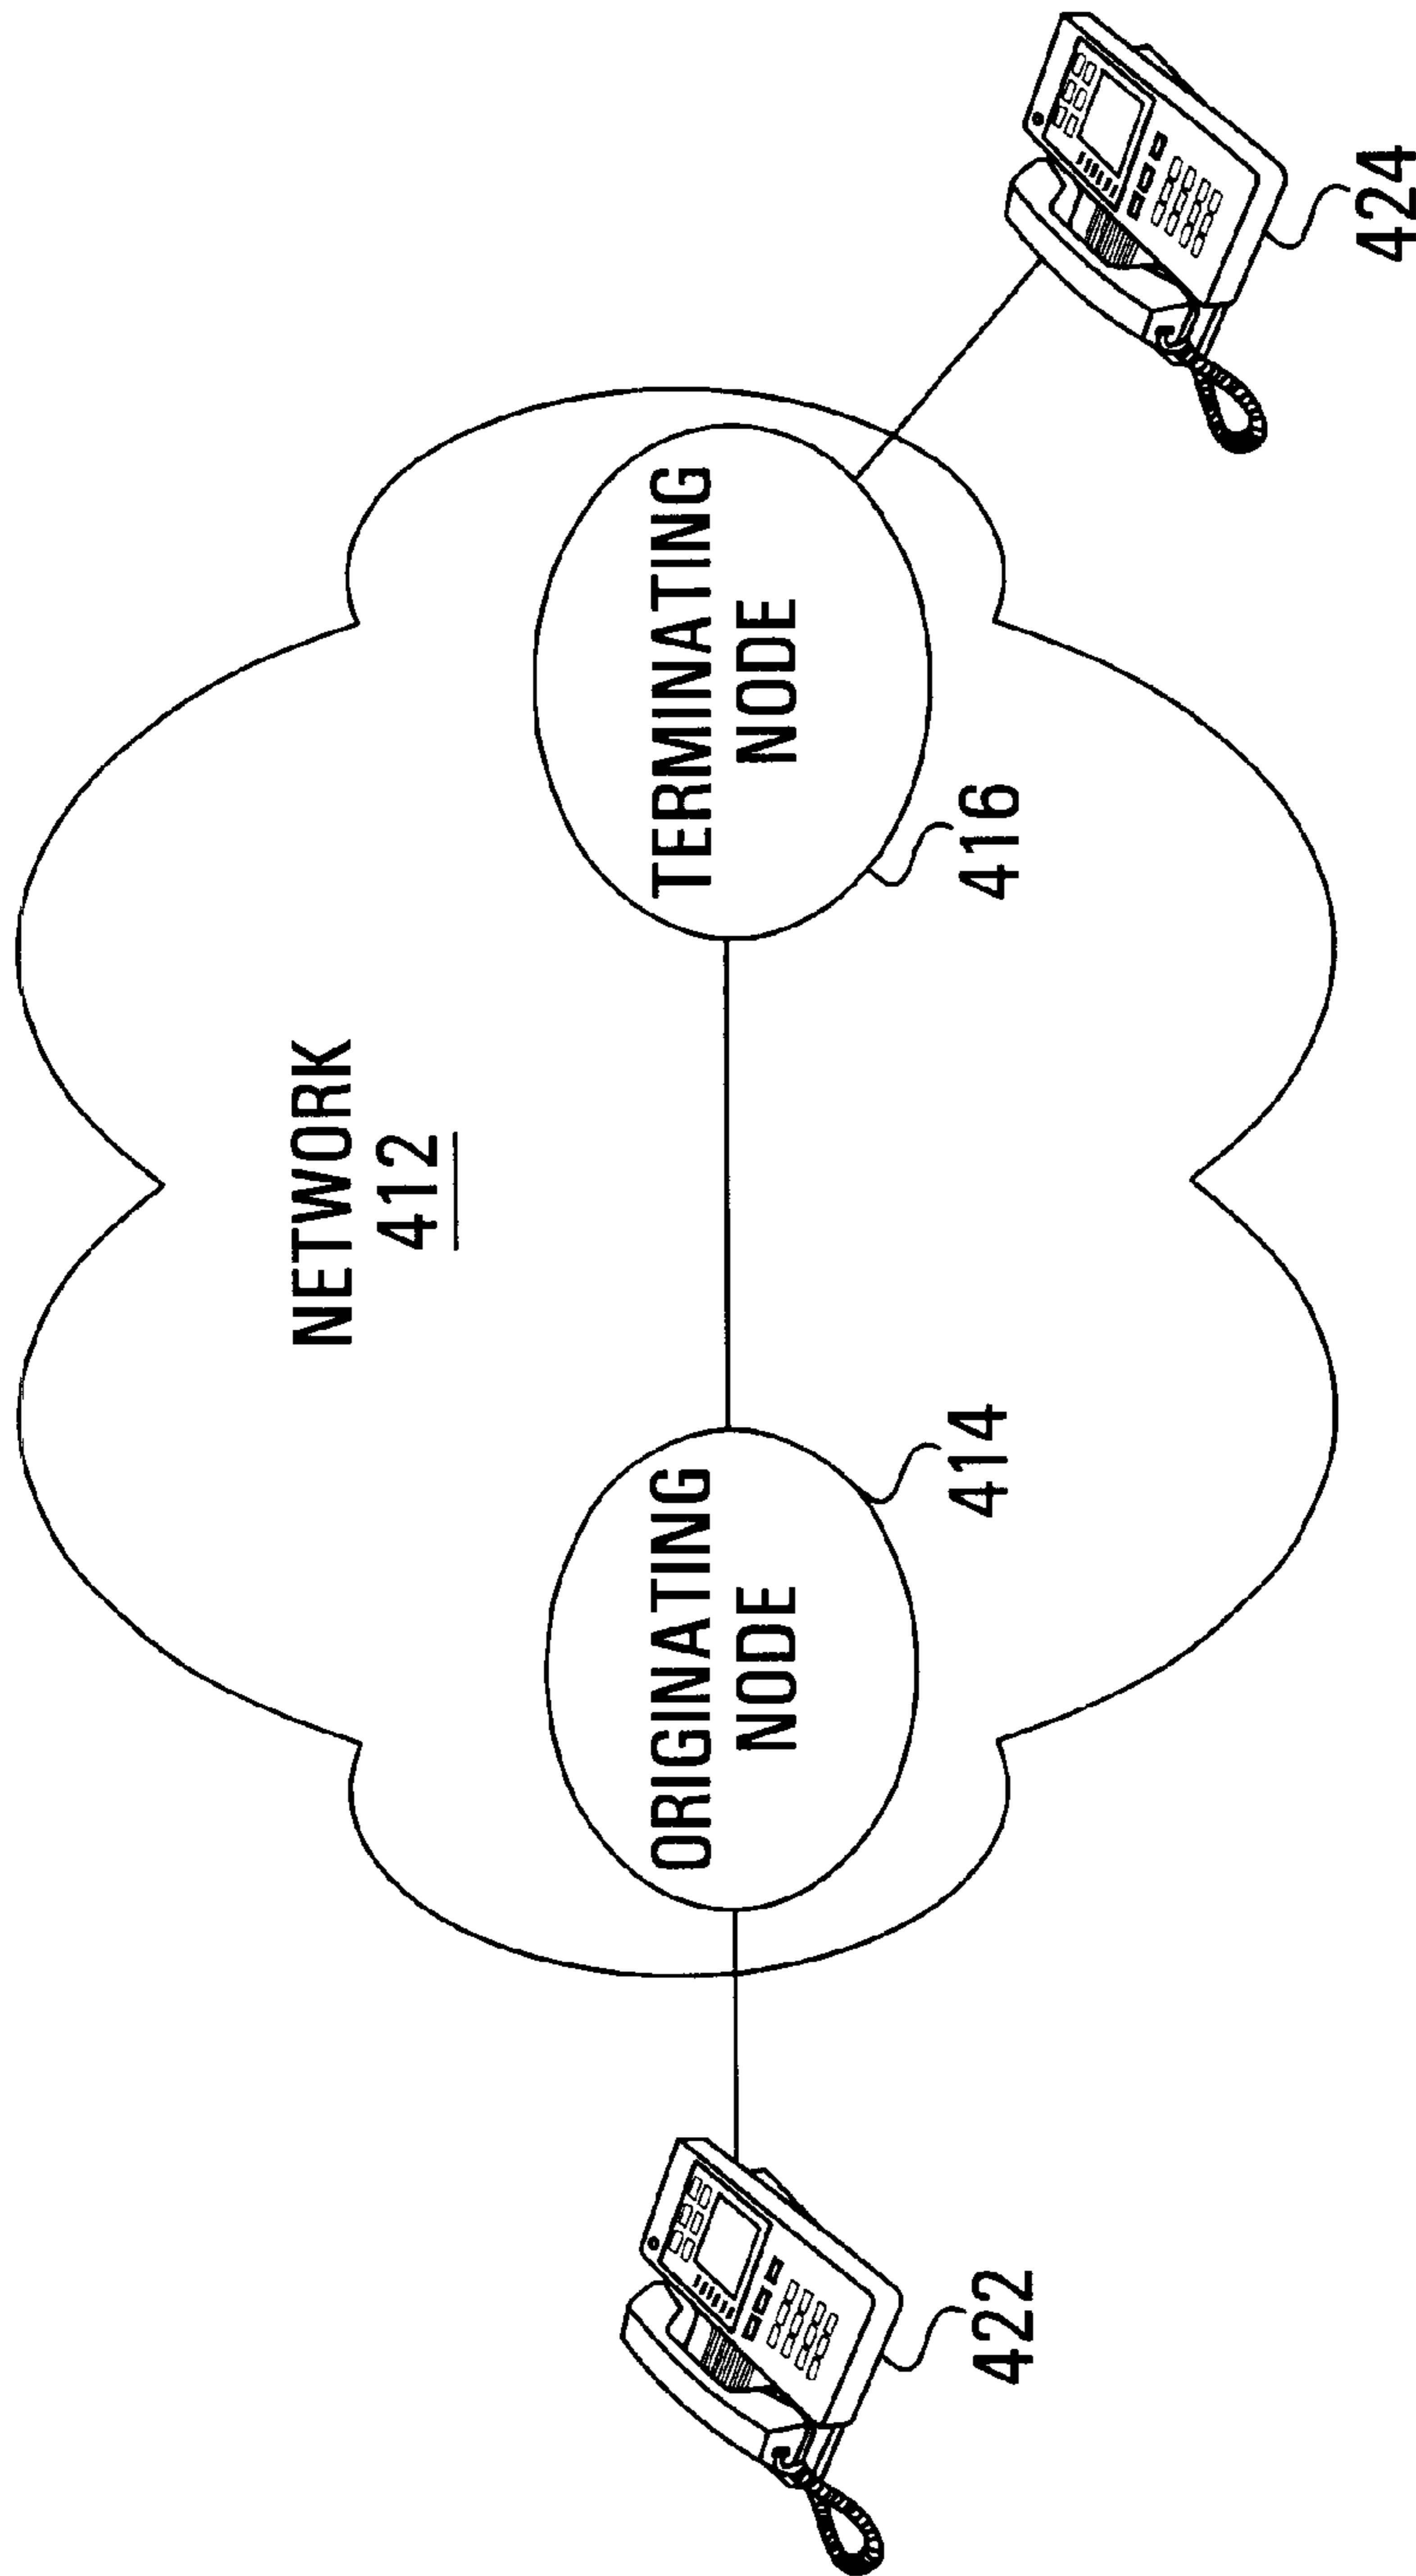 NETWORK
412
ORIGINATING
NODE
TERMINATING
NODE
414
416
422
424